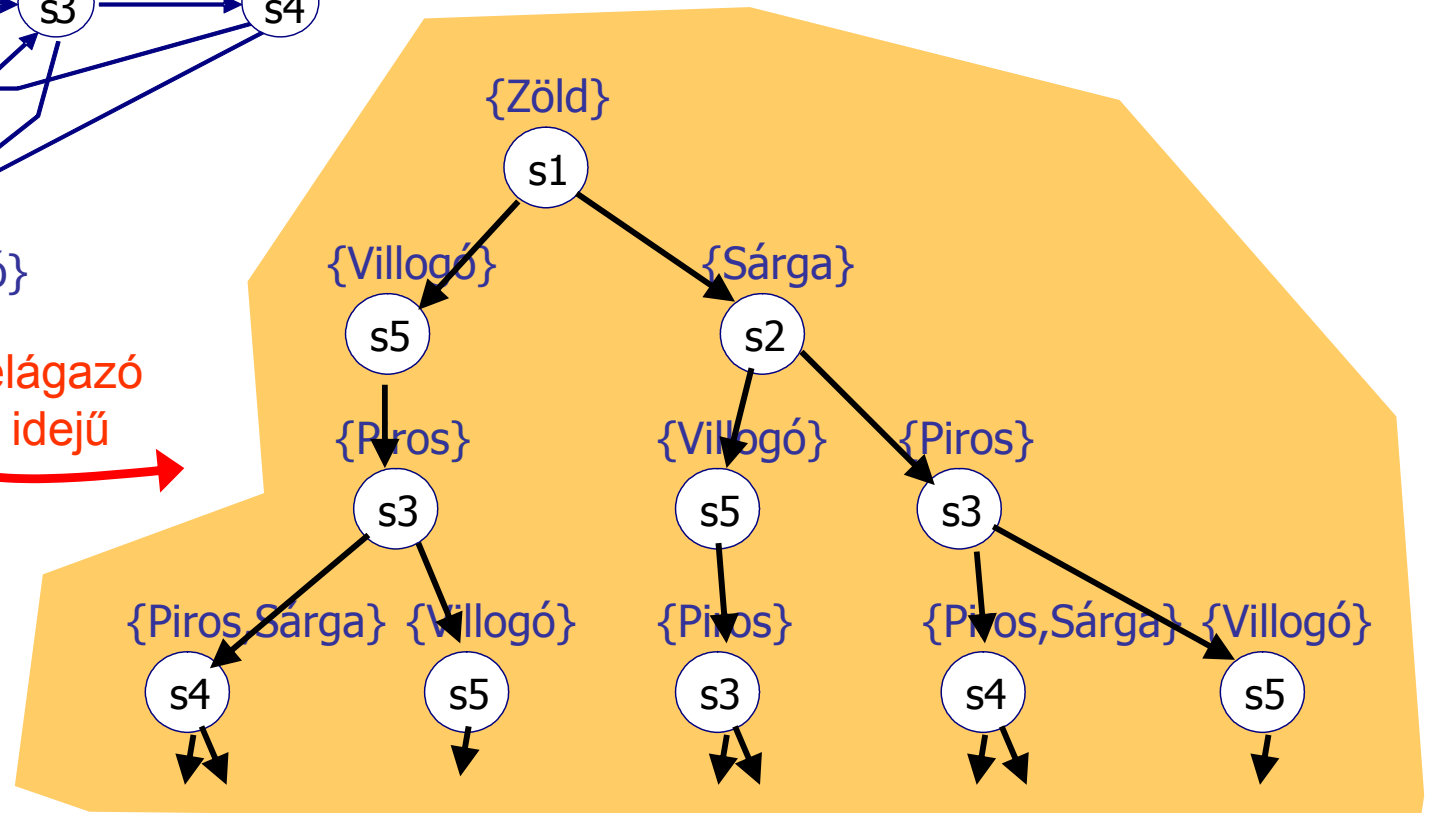 s3 s4
{Zöld}
s1
{Villogó} {Sárga}
s5 s2
idejű
{Piros} {Villogó} {Piros}
s3 s5 s3
{Piros,Sárga} {Villogó} {Piros} {Piros,Sárga} {Villogó}
s4 s5 s3 s4 s5